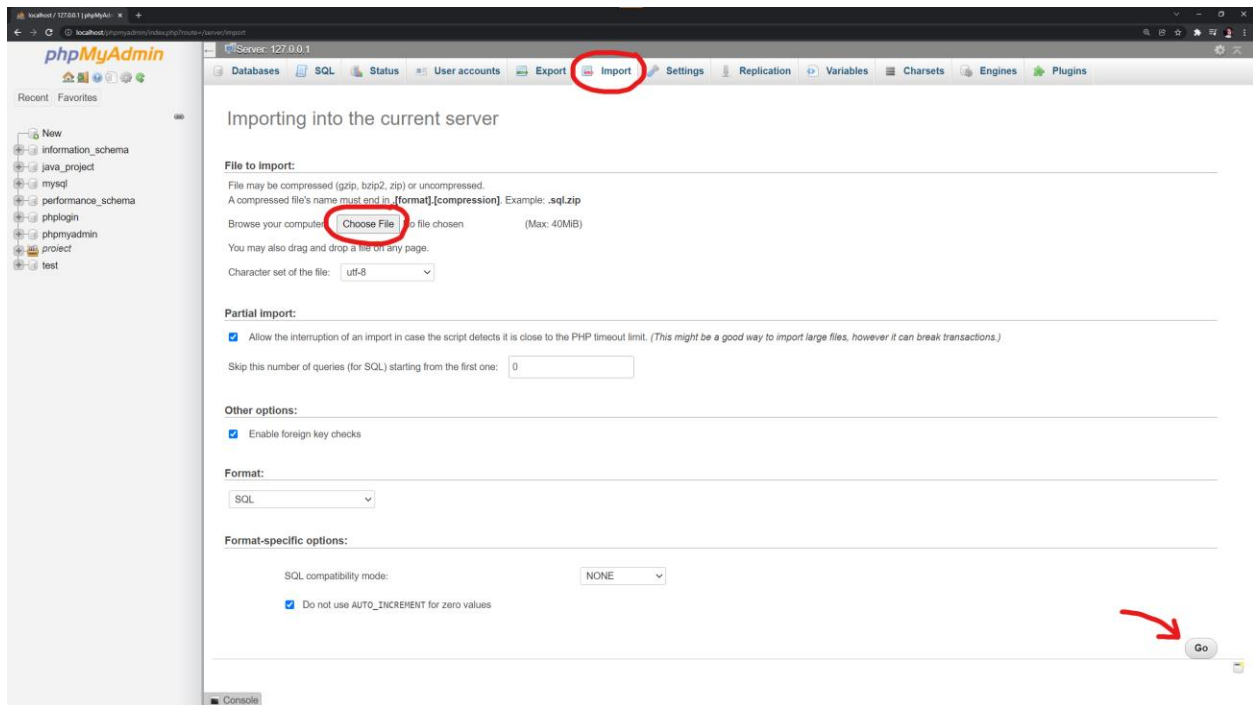 localhost / 127.0.0.1 | phpMyAd
localhost/phpmyadmin/index.php?route=/server/import
phpMyAdmin
Recent Favorites
New
information_schema
java_project
mysql
performance_schema
phplogin
phpmyadmin
project
test
Server: 127.0.0.1
Databases SQL Status User accounts Export Import Settings Replication Variables Charsets Engines Plugins
Importing into the current server
File to import:
File may be compressed (gzip, bzip2, zip) or uncompressed.
A compressed file's name must end in .[format].[compression]. Example: .sql.zip
Browse your computer: Choose File No file chosen (Max: 40MiB)
You may also drag and drop a file on any page.
Character set of the file: utf-8
Partial import:
Allow the interruption of an import in case the script detects it is close to the PHP timeout limit. (This might be a good way to import large files, however it can break transactions.)
Skip this number of queries (for SQL) starting from the first one: 0
Other options:
Enable foreign key checks
Format:
SQL
Format-specific options:
SQL compatibility mode: NONE
Do not use AUTO_INCREMENT for zero values
Go
Console